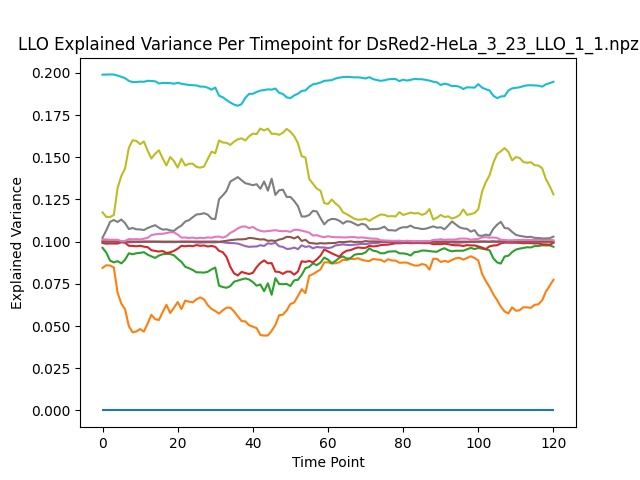 LLO Explained Variance Per Timepoint for DsRed2-HeLa_3_23_LLO_1_1.npz
0.200
0.175
0.150
0.125
0.100
0.075
0.050
0.025
0.000
Explained Variance
0 20 40 60 80 100 120
Time Point